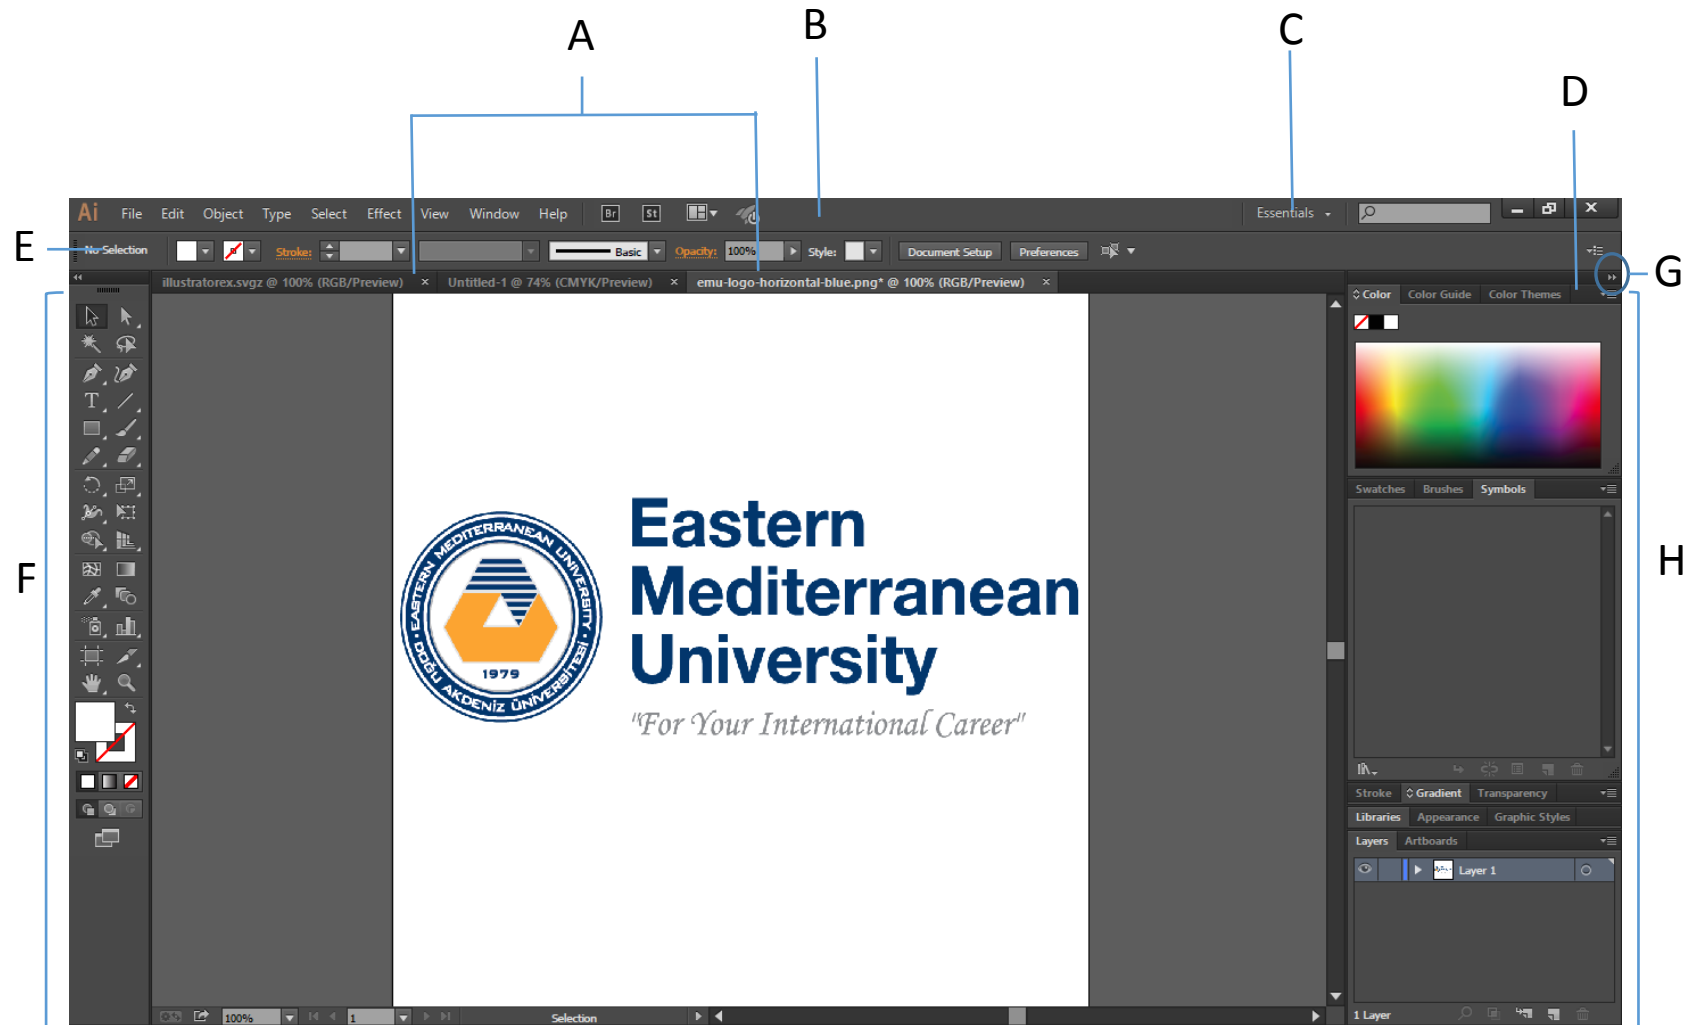 A
B
C
D
Ai File Edit Object Type Select Effect View Window Help Br St Essentials
E
No Selection Stroke: Basic Opacity: 100% Style: Document Setup Preferences
G
illustratorex.svgz @ 100% (RGB/Preview) × Untitled-1 @ 74% (CMYK/Preview) × emu-logo-horizontal-blue.png* @ 100% (RGB/Preview) ×
Color Color Guide Color Themes
T
Swatches Brushes Symbols
F
H
EASTERN MEDITERRANEAN UNIVERSITY • DOĞU AKDENİZ ÜNİVERSİTESİ •
1979
Eastern
Mediterranean
University
"For Your International Career"
Stroke Gradient Transparency
Libraries Appearance Graphic Styles
Layers Artboards
Layer 1
100% 1 Selection
1 Layer